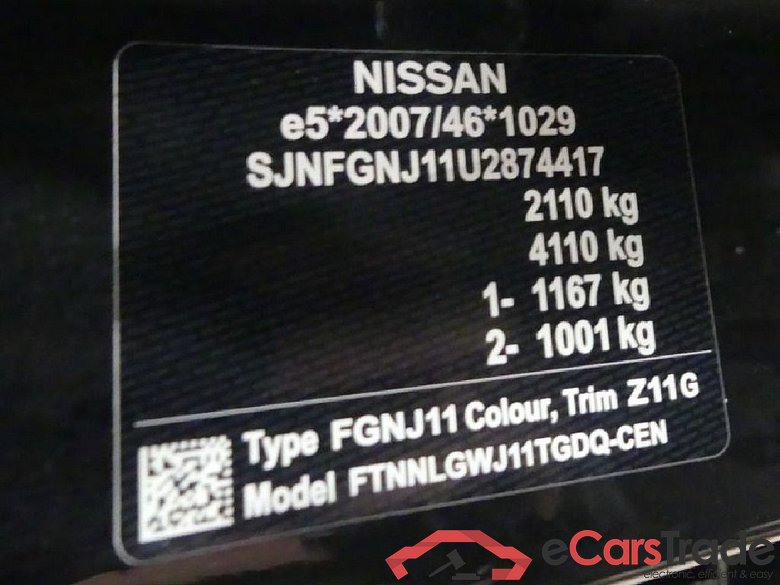 NISSAN
e5*2007/46*1029
SJNFGNJ11U2874417
2110 kg
4110 kg
1- 1167 kg
2- 1001 kg
Type FGNJ11 Colour, Trim Z11G
Model FTNNLGWJ11TGDQ-CEN
eCarsTrade
electronic, efficient & easy